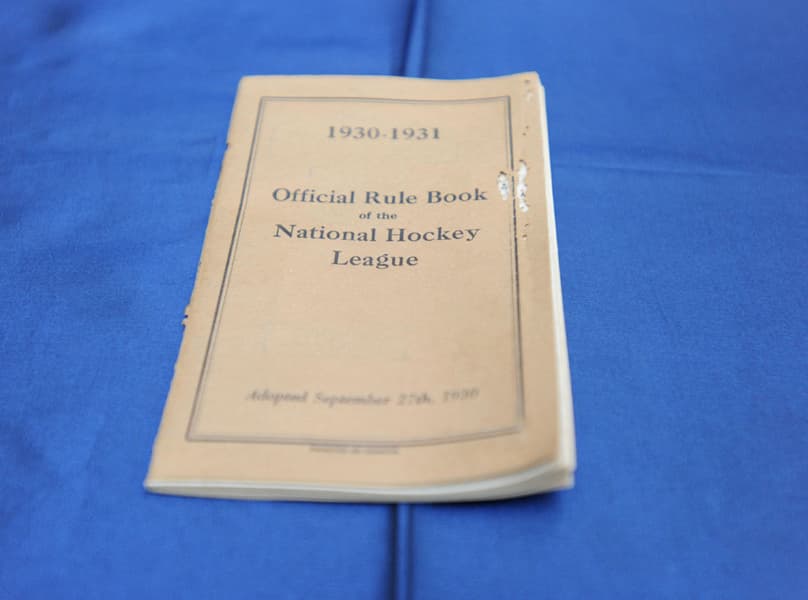 1930-1931
Official Rule Book
of the
National Hockey
League
Adopted September 27th, 1930